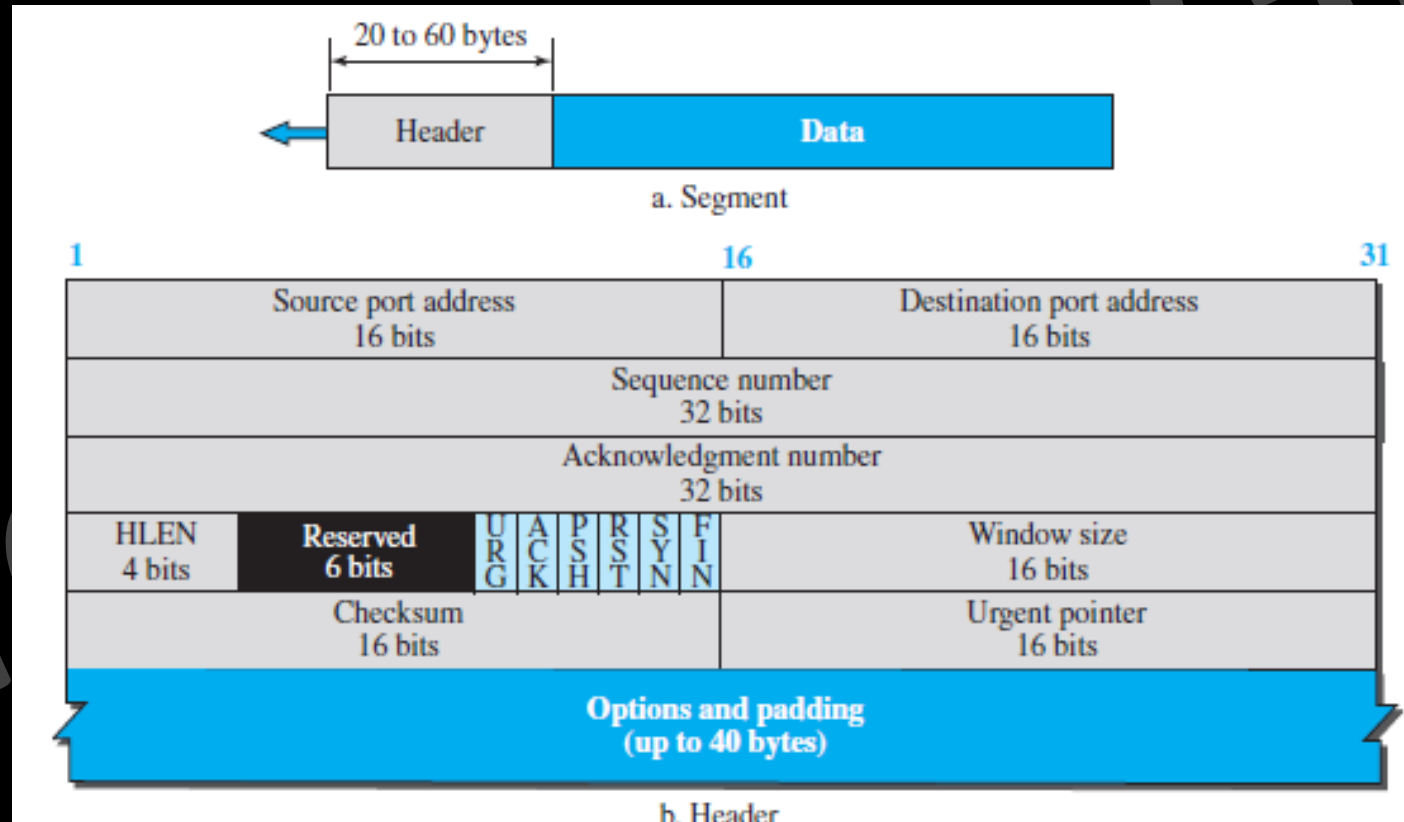 20 to 60 bytes
Header
Data
a. Segment
1
16
31
Source port address
16 bits
Destination port address
16 bits
Sequence number
32 bits
Acknowledgment number
32 bits
HLEN
4 bits
Reserved
6 bits
URG
ACK
PSH
RST
SYN
FIN
Window size
16 bits
Checksum
16 bits
Urgent pointer
16 bits
Options and padding
(up to 40 bytes)
b. Header